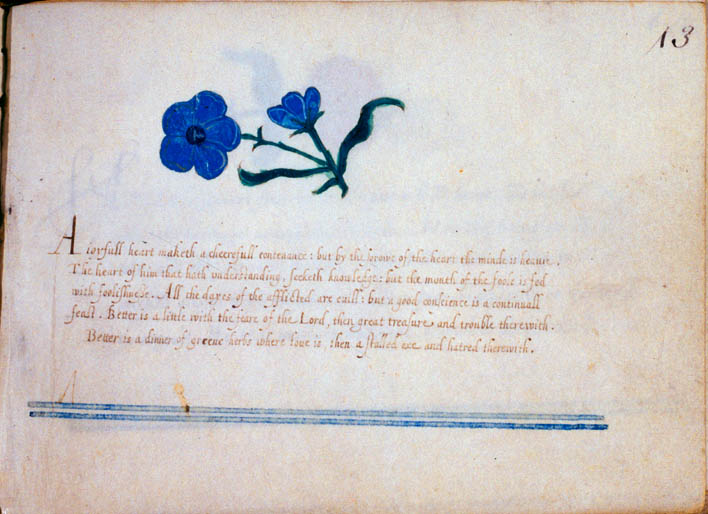 13
A ioyfull heart maketh a cheerefull contenance: but by the sorowe of the heart the minde is heauie.
The heart of him that hath vnderstanding, seeketh knowledge: but the mouth of the foole is fed
with foolishnesse. All the dayes of the afflicted are euill: but a good conscience is a continuall
feast. Better is a little with the feare of the Lord, then great treasure and trouble therewith.
Better is a dinner of greene herbs where loue is, then a stalled oxe and hatred therewith.